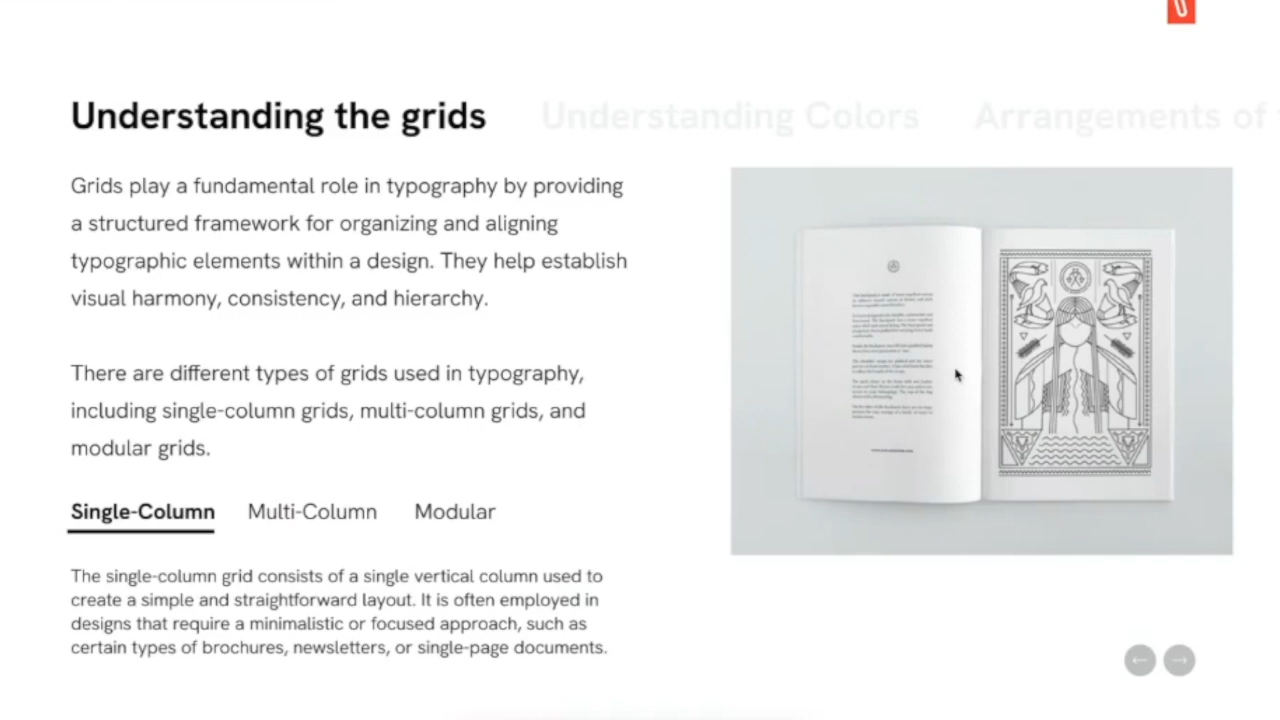 Understanding the grids Understanding Colors Arrangements of
Grids play a fundamental role in typography by providing
a structured framework for organizing and aligning
typographic elements within a design. They help establish
visual harmony, consistency, and hierarchy.
There are different types of grids used in typography,
including single-column grids, multi-column grids, and
modular grids.
Single-Column Multi-Column Modular
The single-column grid consists of a single vertical column used to
create a simple and straightforward layout. It is often employed in
designs that require a minimalistic or focused approach, such as
certain types of brochures, newsletters, or single-page documents.